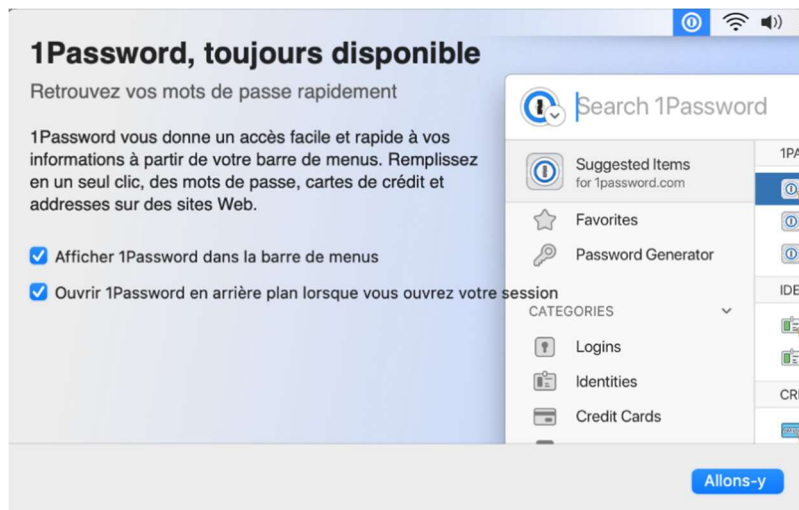 1Password, toujours disponible
Retrouvez vos mots de passe rapidement
1Password vous donne un accès facile et rapide à vos
informations à partir de votre barre de menus. Remplissez
en un seul clic, des mots de passe, cartes de crédit et
addresses sur des sites Web.
Afficher 1Password dans la barre de menus
Ouvrir 1Password en arrière plan lorsque vous ouvrez votre session
Search 1Password
Suggested Items
for 1password.com
Favorites
Password Generator
CATEGORIES
Logins
Identities
Credit Cards
1PA
IDE
CRE
Allons-y